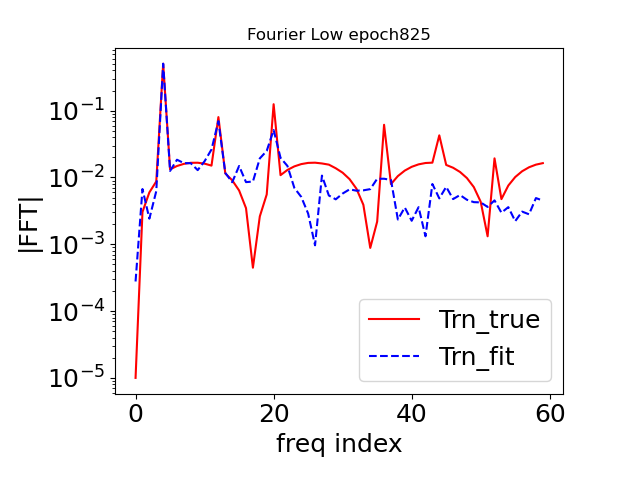 Fourier Low epoch825
|FFT|
10⁻¹
10⁻²
10⁻³
10⁻⁴
10⁻⁵
Trn_true
Trn_fit
0 20 40 60
freq index